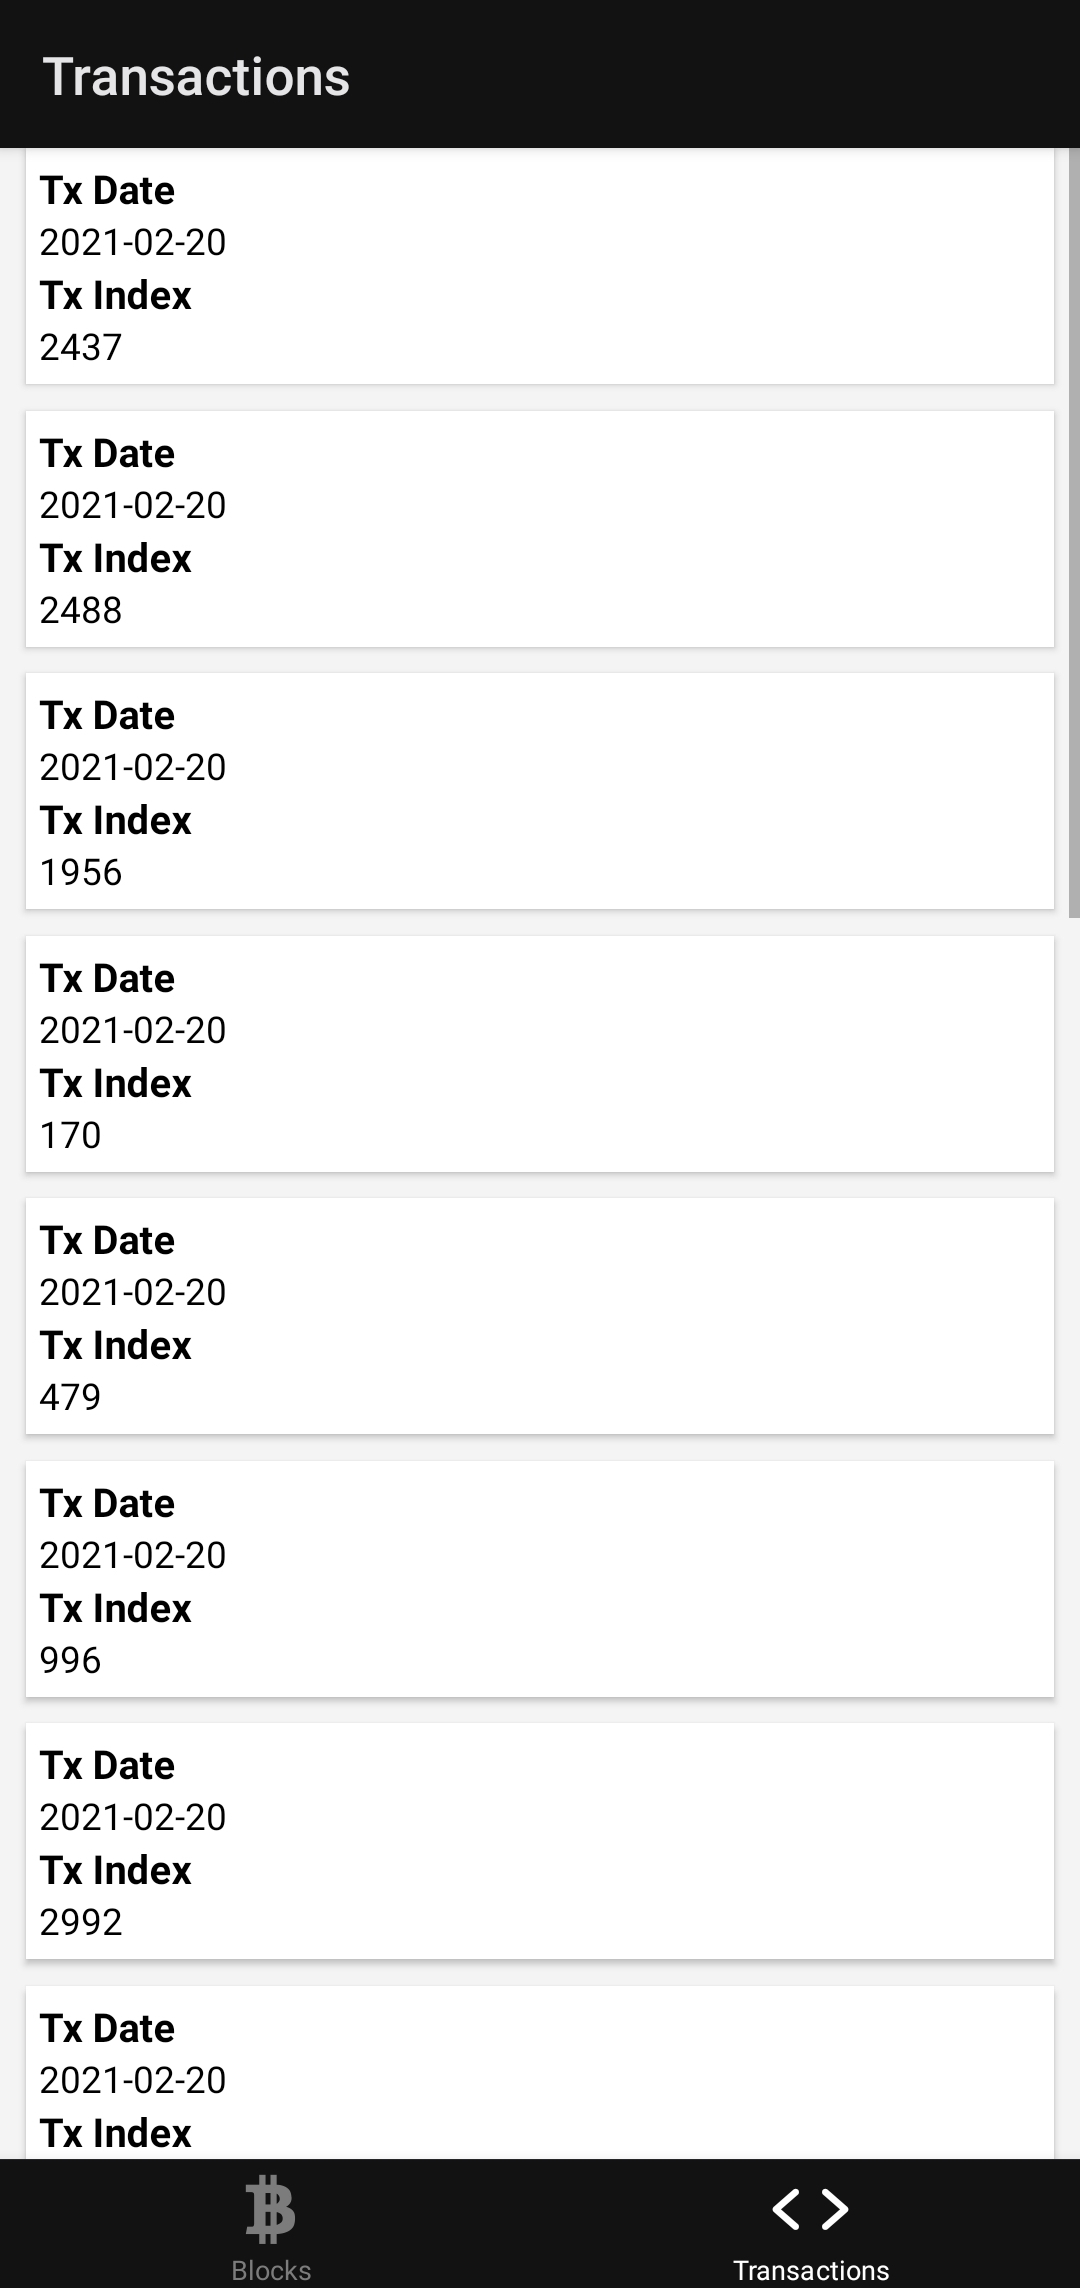 Transactions
Tx Date
2021-02-20
Tx Index
2437
Tx Date
2021-02-20
Tx Index
2488
Tx Date
2021-02-20
Tx Index
1956
Tx Date
2021-02-20
Tx Index
170
Tx Date
2021-02-20
Tx Index
479
Tx Date
2021-02-20
Tx Index
996
Tx Date
2021-02-20
Tx Index
2992
Tx Date
2021-02-20
Tx Index
Blocks
Transactions